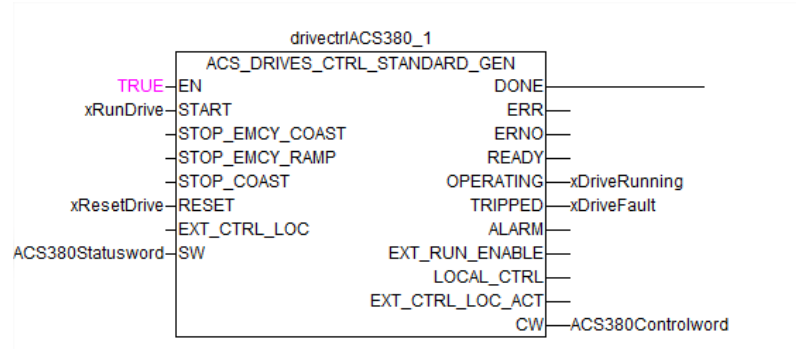 drivectrlACS380_1
ACS_DRIVES_CTRL_STANDARD_GEN
TRUE EN DONE
xRunDrive START ERR
STOP_EMCY_COAST ERNO
STOP_EMCY_RAMP READY
STOP_COAST OPERATING xDriveRunning
xResetDrive RESET TRIPPED xDriveFault
EXT_CTRL_LOC ALARM
ACS380Statusword SW EXT_RUN_ENABLE
LOCAL_CTRL
EXT_CTRL_LOC_ACT
CW ACS380Controlword